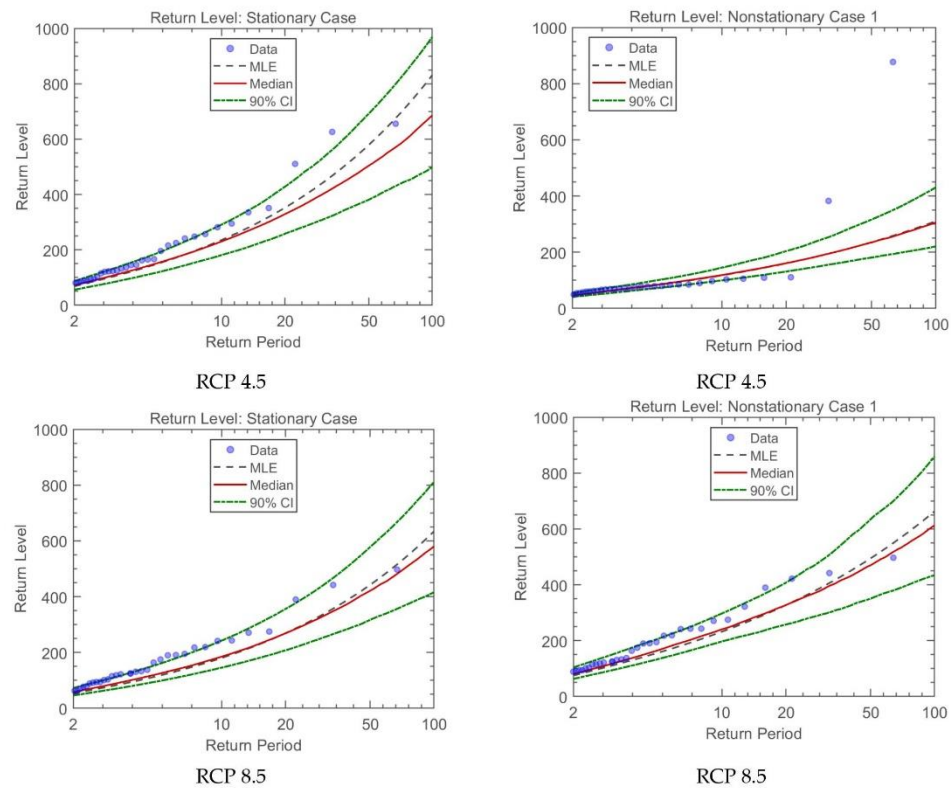 Return Level: Stationary Case
1000
800
600
400
200
0
Return Level
Data
MLE
Median
90% CI
2 10 20 50 100
Return Period
RCP 4.5
Return Level: Nonstationary Case 1
1000
800
600
400
200
0
Return Level
Data
MLE
Median
90% CI
2 10 20 50 100
Return Period
RCP 4.5
Return Level: Stationary Case
1000
800
600
400
200
0
Return Level
Data
MLE
Median
90% CI
2 10 20 50 100
Return Period
RCP 8.5
Return Level: Nonstationary Case 1
1000
800
600
400
200
0
Return Level
Data
MLE
Median
90% CI
2 10 20 50 100
Return Period
RCP 8.5